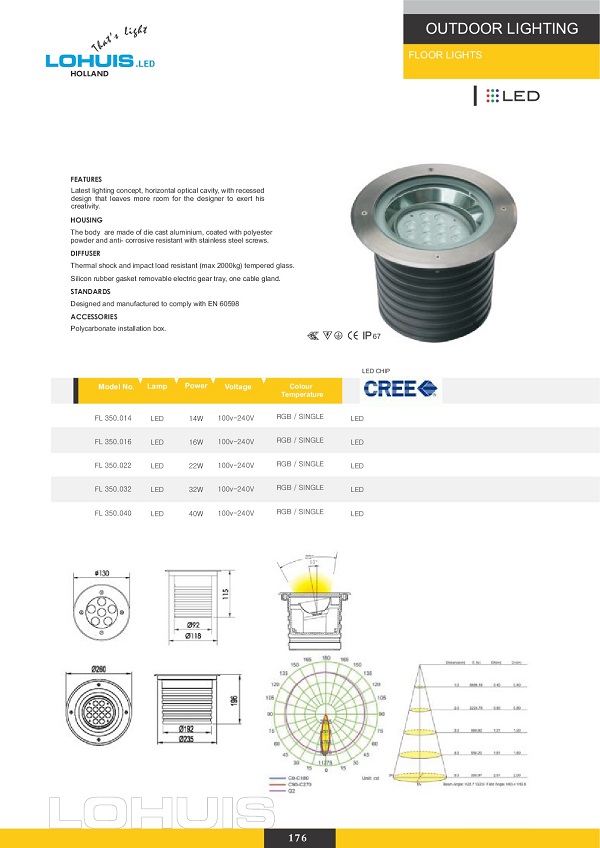 That's light
LOHUIS.LED
HOLLAND
OUTDOOR LIGHTING
FLOOR LIGHTS
LED
FEATURES
Latest lighting concept, horizontal optical cavity, with recessed
design that leaves more room for the designer to exert his
creativity.
HOUSING
The body are made of die cast aluminium, coated with polyester
powder and anti- corrosive resistant with stainless steel screws.
DIFFUSER
Thermal shock and impact load resistant (max 2000kg) tempered glass.
Silicon rubber gasket removable electric gear tray, one cable gland.
STANDARDS
Designed and manufactured to comply with EN 60598
ACCESSORIES
Polycarbonate installation box.
F CE IP67
LED CHIP
Model No. Lamp Power Voltage Colour
Temperature
CREE
FL 350.014 LED 14W 100v-240V RGB / SINGLE LED
FL 350.016 LED 16W 100v-240V RGB / SINGLE LED
FL 350.022 LED 22W 100v-240V RGB / SINGLE LED
FL 350.032 LED 32W 100v-240V RGB / SINGLE LED
FL 350.040 LED 40W 100v-240V RGB / SINGLE LED
ø130
115
Ø92
Ø118
Ø260
196
Ø192
Ø235
165 180 165
150 150
135 135
120 120
105 105
90 90
75 75
60 60
45 45
30 30
15 0 15
C0-C180
C90-C270
G2
Unit: cd
LOHUIS
176